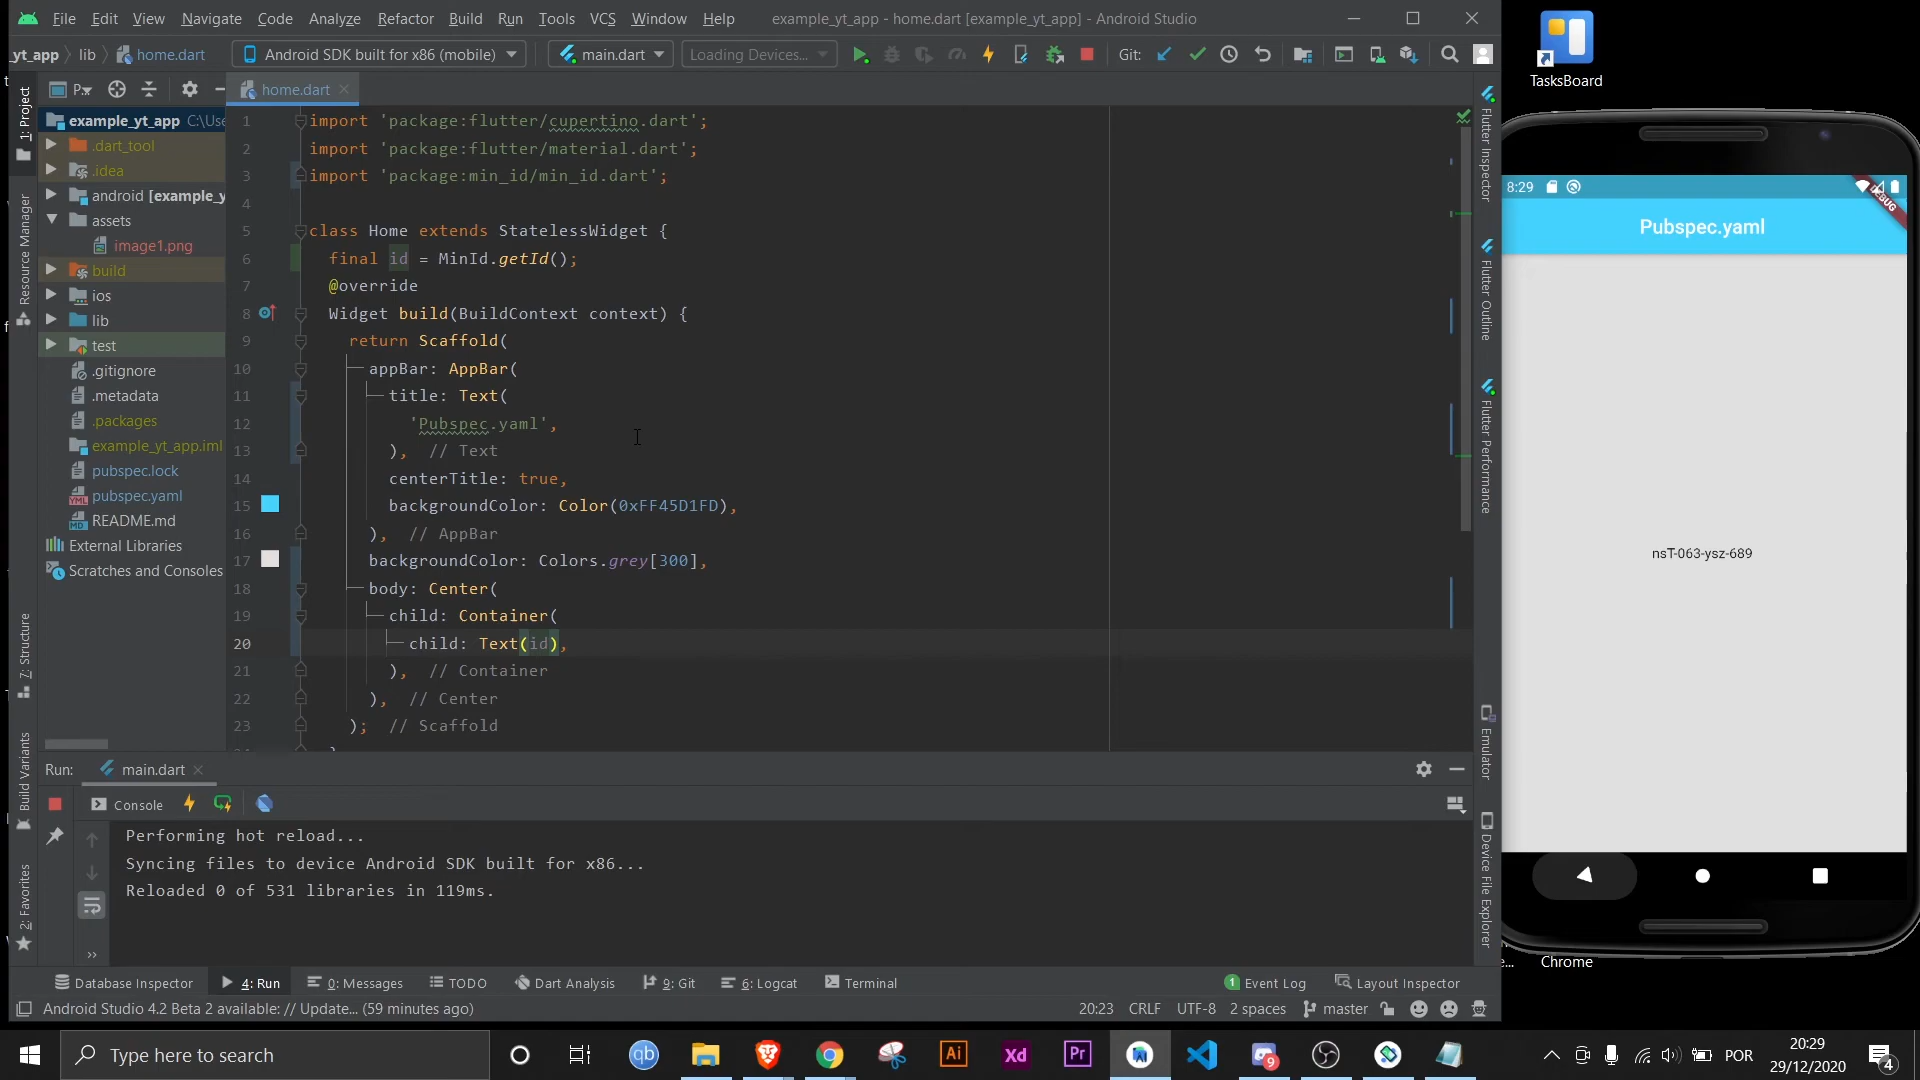 File Edit View Navigate Code Analyze Refactor Build Run Tools VCS Window Help example_yt_app - home.dart [example_yt_app] - Android Studio
_yt_app lib home.dart Android SDK built for x86 (mobile) main.dart Loading Devices... Git:
P.. home.dart
example_yt_app C:\Use
.dart_tool
.idea
android [example_y
assets
image1.png
build
ios
lib
test
.gitignore
.metadata
.packages
example_yt_app.iml
pubspec.lock
pubspec.yaml
README.md
External Libraries
Scratches and Consoles
1: Project
Resource Manager
7: Structure
Build Variants
2: Favorites
1 import 'package:flutter/cupertino.dart';
2 import 'package:flutter/material.dart';
3 import 'package:min_id/min_id.dart';
4
5 class Home extends StatelessWidget {
6 final id = MinId.getId();
7 @override
8 Widget build(BuildContext context) {
9 return Scaffold(
10 appBar: AppBar(
11 title: Text(
12 'Pubspec.yaml',
13 ), // Text
14 centerTitle: true,
15 backgroundColor: Color(0xFF45D1FD),
16 ), // AppBar
17 backgroundColor: Colors.grey[300],
18 body: Center(
19 child: Container(
20 child: Text(id),
21 ), // Container
22 ), // Center
23 ); // Scaffold
}
Flutter Inspector
Flutter Outline
Flutter Performance
Emulator
Device File Explorer
TasksBoard
8:29
DEBUG
Pubspec.yaml
nsT-063-ysz-689
Chrome
Run: main.dart
Console
Performing hot reload...
Syncing files to device Android SDK built for x86...
Reloaded 0 of 531 libraries in 119ms.
Database Inspector 4: Run 0: Messages TODO Dart Analysis 9: Git 6: Logcat Terminal 1 Event Log Layout Inspector
Android Studio 4.2 Beta 2 available: // Update... (59 minutes ago) 20:23 CRLF UTF-8 2 spaces master
Type here to search
qb Ai Xd Pr 9
POR
20:29
29/12/2020
4